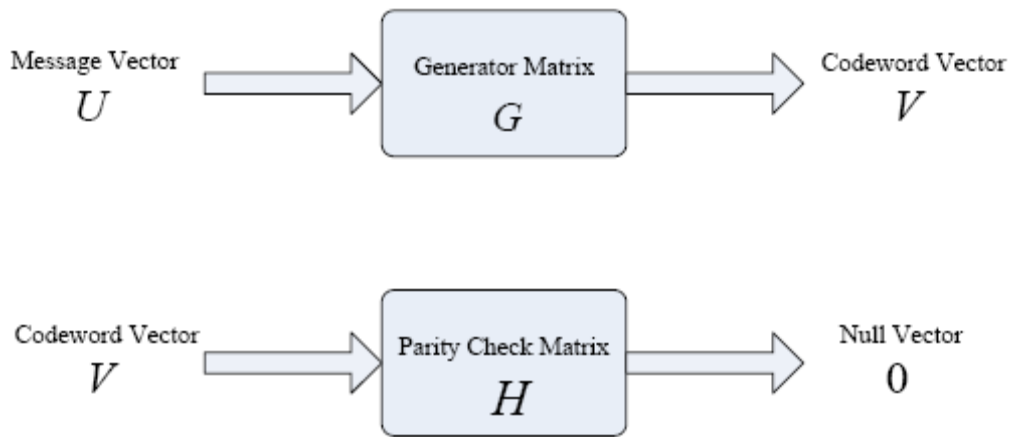 Message Vector
U
Generator Matrix
G
Codeword Vector
V
Codeword Vector
V
Parity Check Matrix
H
Null Vector
0